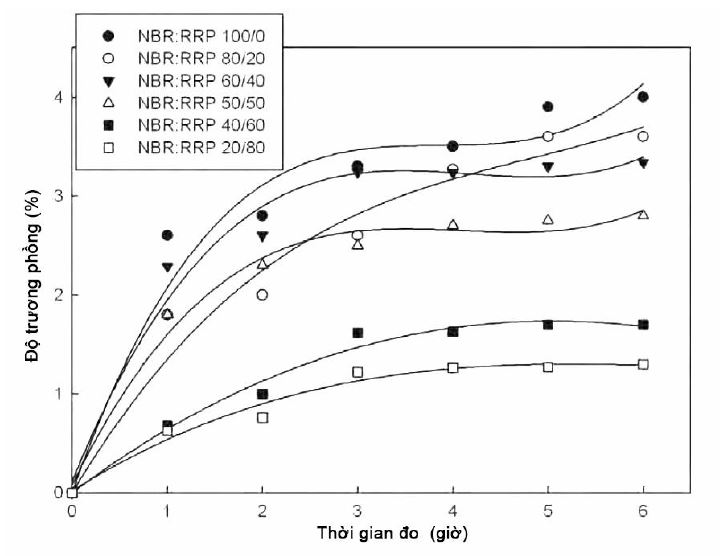 NBR:RRP 100/0
NBR:RRP 80/20
NBR:RRP 60/40
NBR:RRP 50/50
NBR:RRP 40/60
NBR:RRP 20/80
4
3
2
1
0
Độ trương phồng (%)
0 1 2 3 4 5 6
Thời gian đo (giờ)